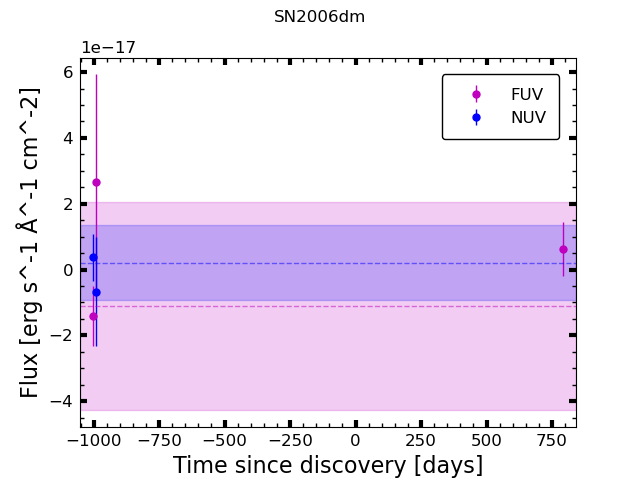 SN2006dm
1e−17
6
4
2
0
−2
−4
Flux [erg s^-1 Å^-1 cm^-2]
FUV
NUV
−1000 −750 −500 −250 0 250 500 750
Time since discovery [days]